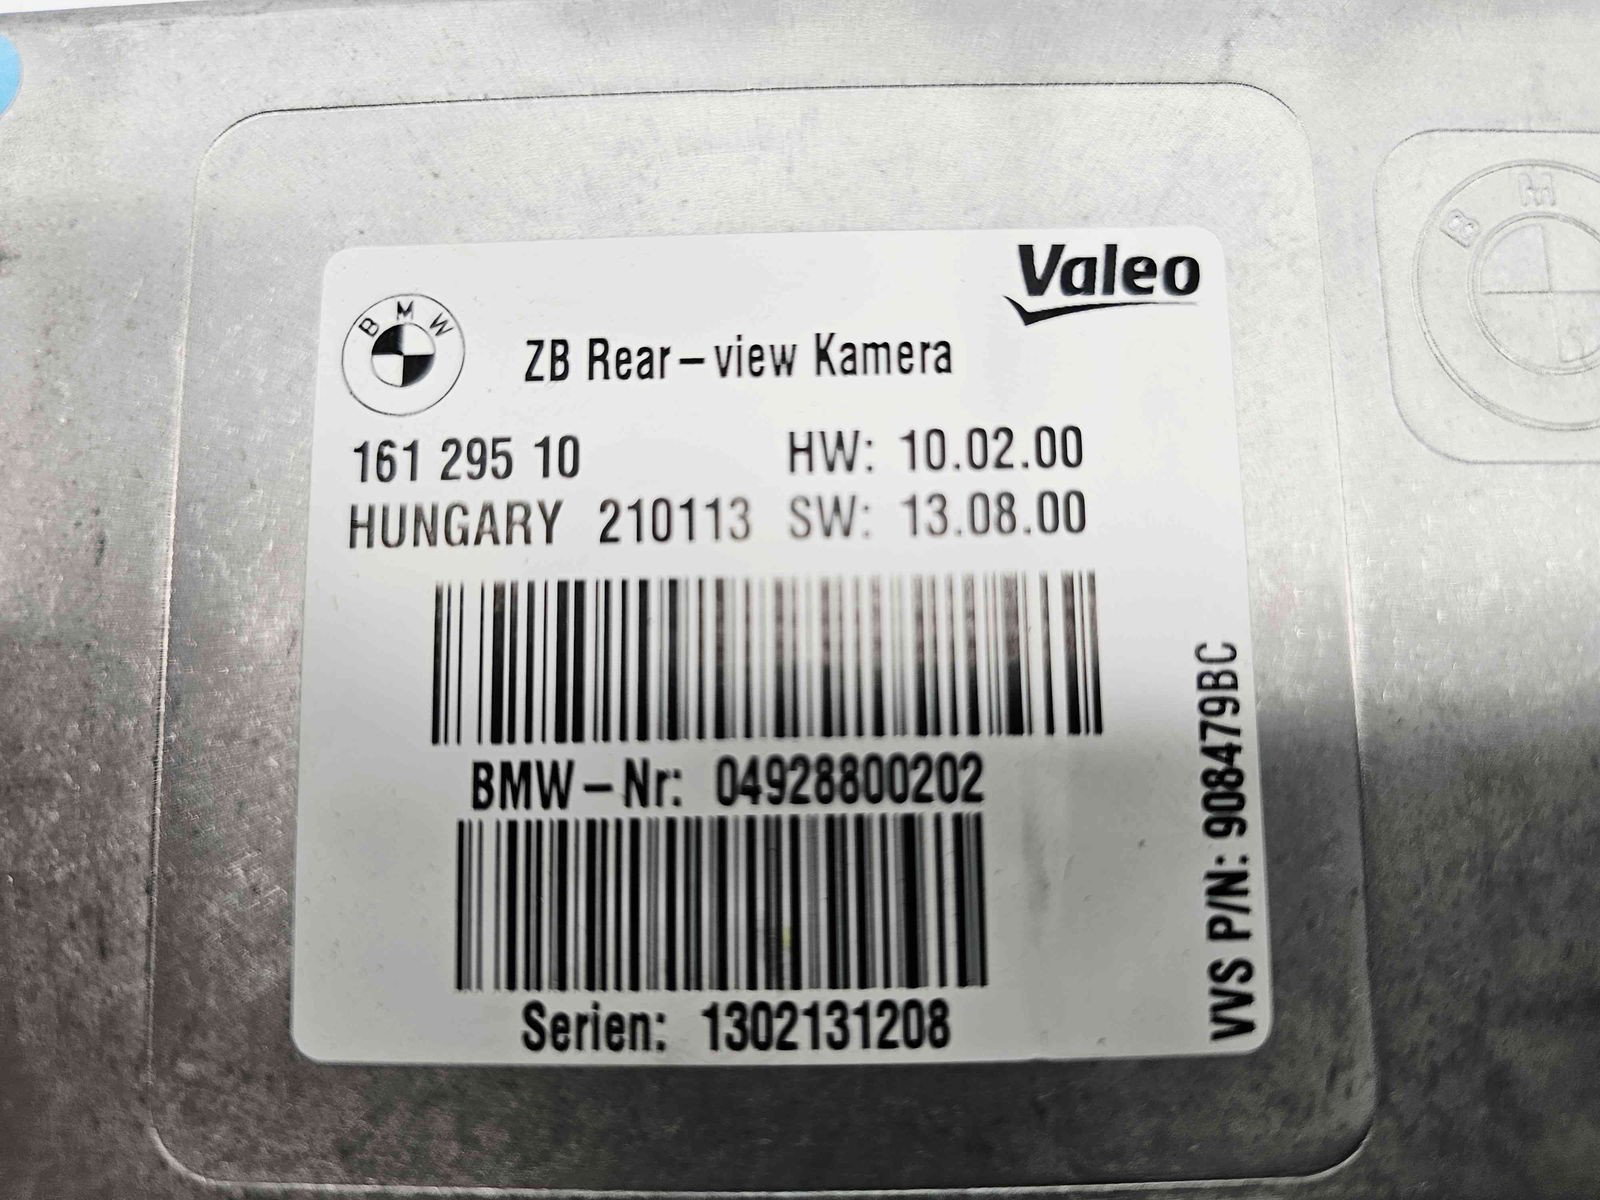 Valeo
BMW
ZB Rear-view Kamera
161 295 10 HW: 10.02.00
HUNGARY 210113 SW: 13.08.00
BMW-Nr: 04928800202
Serien: 1302131208
VVS P/N: 908479BC
BM